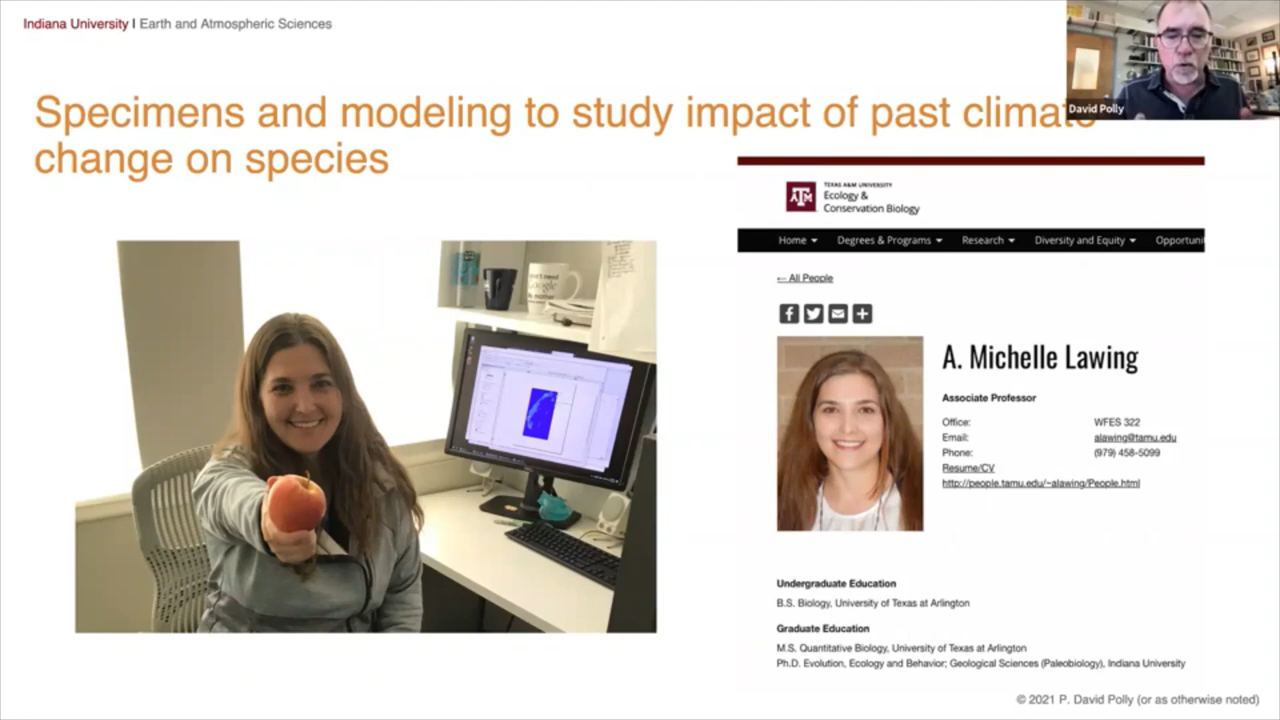 Indiana University | Earth and Atmospheric Sciences
David Polly
Specimens and modeling to study impact of past climate
change on species
TEXAS A&M UNIVERSITY
Ecology &
Conservation Biology
Home Degrees & Programs Research Diversity and Equity Opportuni
← All People
A. Michelle Lawing
Associate Professor
Office: WFES 322
Email: alawing@tamu.edu
Phone: (979) 458-5099
Resume/CV
http://people.tamu.edu/~alawing/People.html
Undergraduate Education
B.S. Biology, University of Texas at Arlington
Graduate Education
M.S. Quantitative Biology, University of Texas at Arlington
Ph.D. Evolution, Ecology and Behavior; Geological Sciences (Paleobiology), Indiana University
Google
© 2021 P. David Polly (or as otherwise noted)